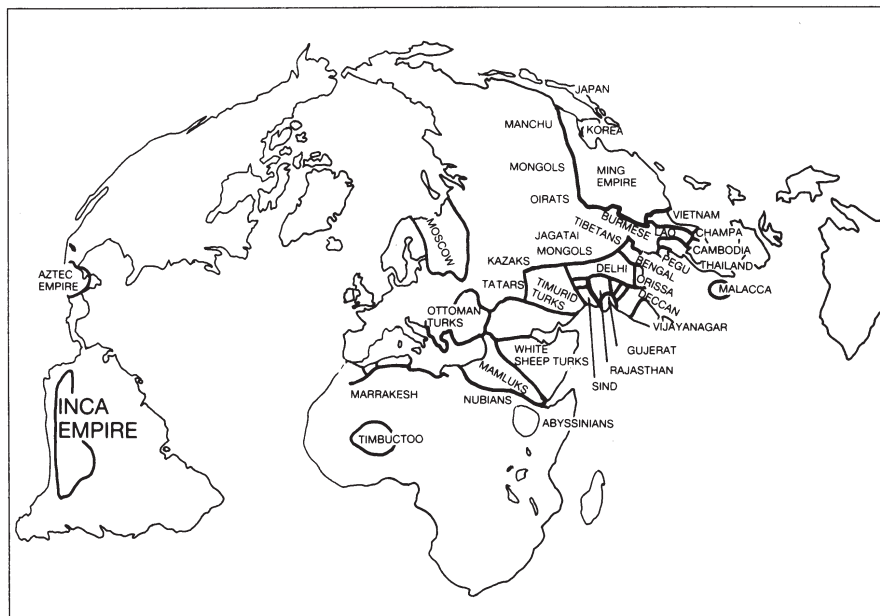 JAPAN
MANCHU
KOREA
MONGOLS
MING
EMPIRE
OIRATS
VIETNAM
BURMESE
LAO
CHAMPA
TIBETANS
JAGATAI
MONGOLS
CAMBODIA
PEGU
THAILAND
KAZAKS
BENGAL
DELHI
ORISSA
MOSCOW
AZTEC
EMPIRE
TATARS
TIMURID
TURKS
MALACCA
DECCAN
OTTOMAN
TURKS
VIJAYANAGAR
WHITE
SHEEP TURKS
GUJERAT
RAJASTHAN
SIND
MAMLUKS
MARRAKESH
NUBIANS
INCA
EMPIRE
ABYSSINIANS
TIMBUCTOO